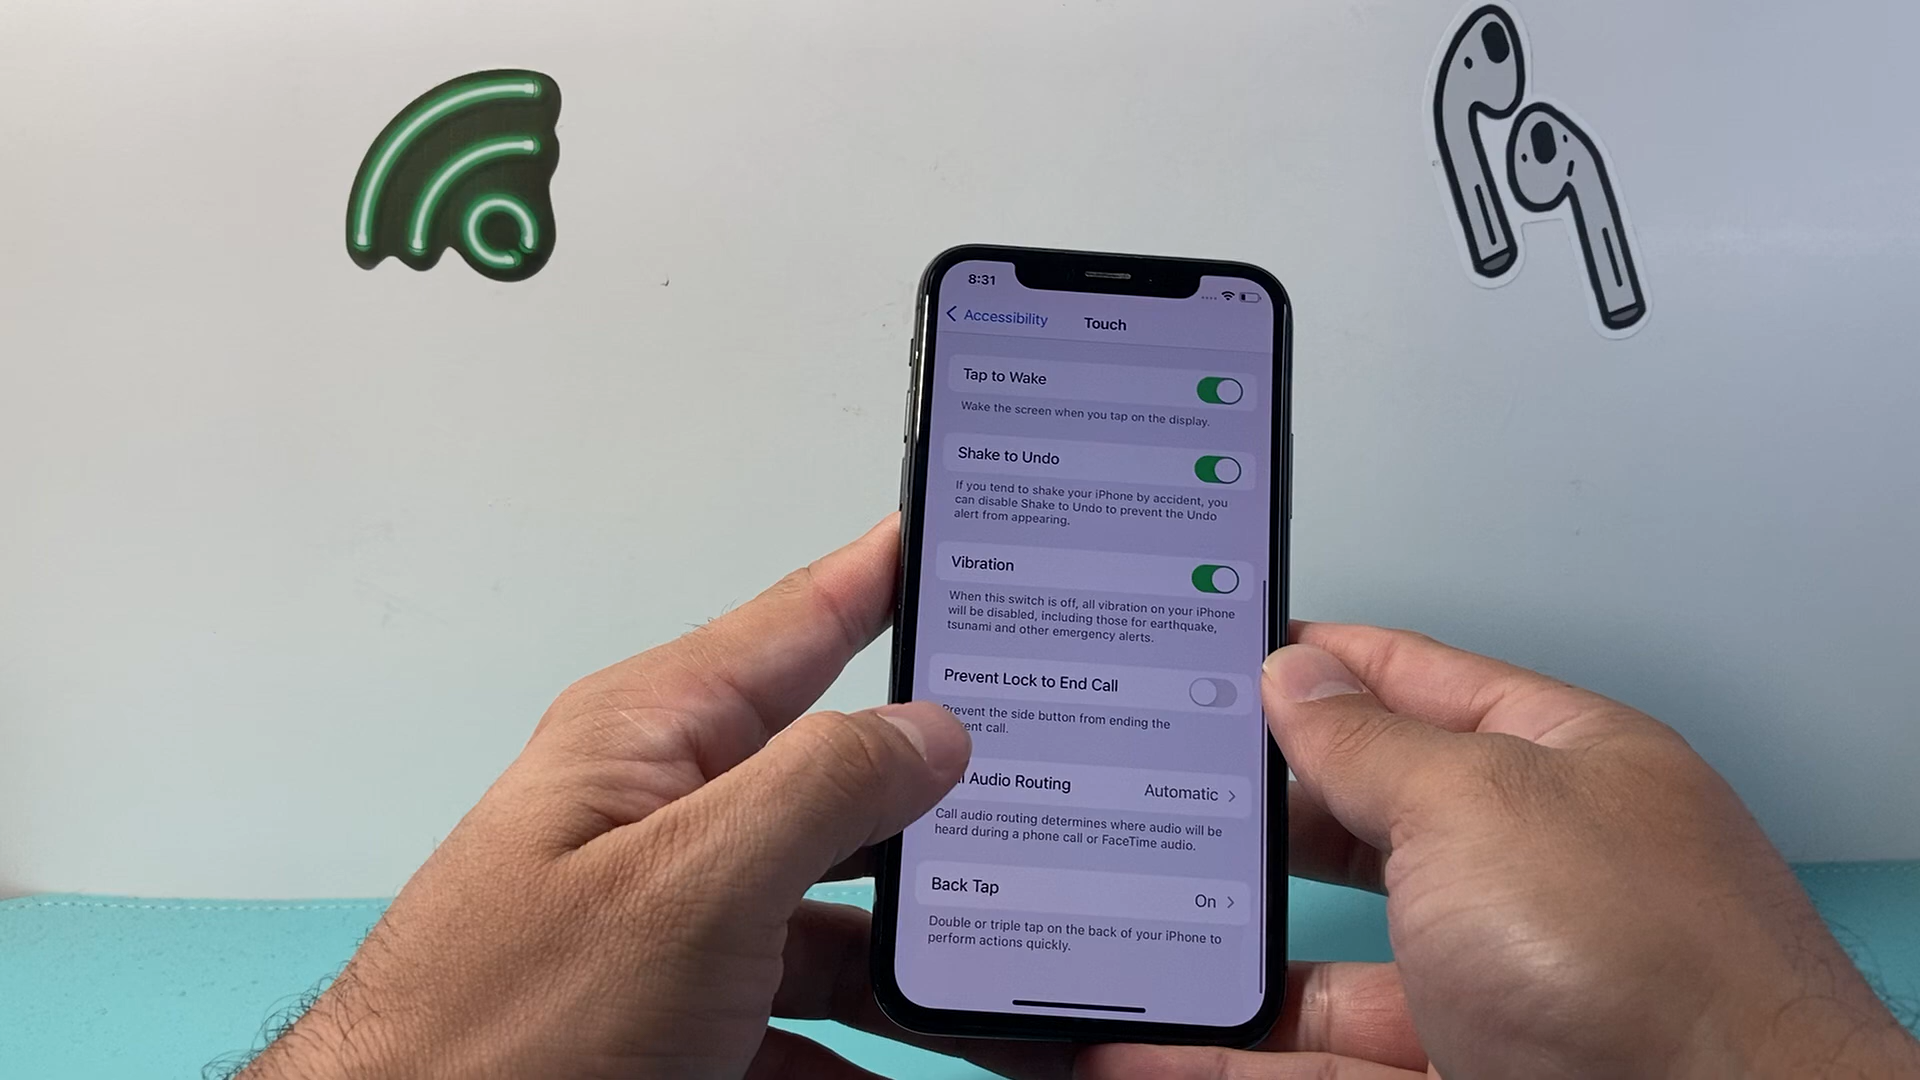 8:31
Accessibility
Touch
Tap to Wake
Wake the screen when you tap on the display.
Shake to Undo
If you tend to shake your iPhone by accident, you
can disable Shake to Undo to prevent the Undo
alert from appearing.
Vibration
When this switch is off, all vibration on your iPhone
will be disabled, including those for earthquake,
tsunami and other emergency alerts.
Prevent Lock to End Call
Prevent the side button from ending the
call.
Audio Routing
Automatic
Call audio routing determines where audio will be
heard during a phone call or FaceTime audio.
Back Tap
On
Double or triple tap on the back of your iPhone to
perform actions quickly.